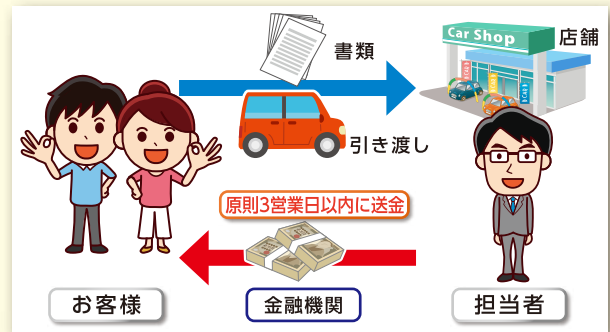 書類
Car Shop
店舗
引き渡し
原則3営業日以内に送金
お客様
金融機関
担当者